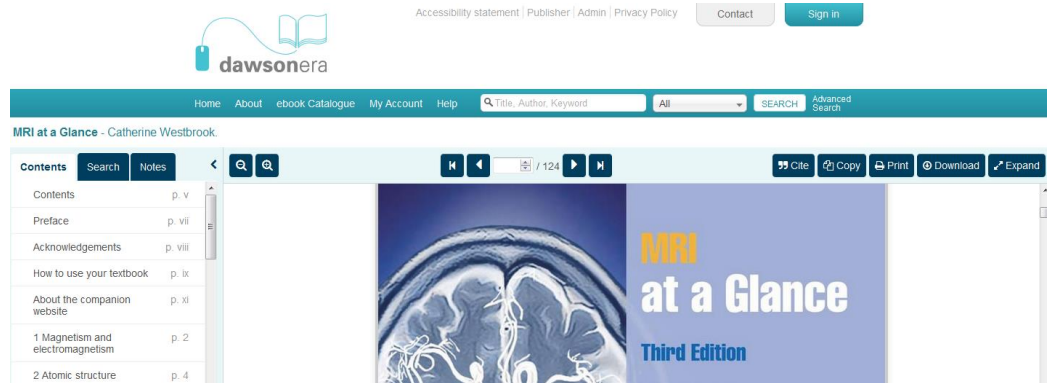 Accessibility statement Publisher Admin Privacy Policy Contact Sign in
dawsonera
Home About ebook Catalogue My Account Help Title, Author, Keyword All SEARCH Advanced Search
MRI at a Glance - Catherine Westbrook.
Contents Search Notes / 124 Cite Copy Print Download Expand
Contents p. v
Preface p. vii
Acknowledgements p. viii
How to use your textbook p. ix
About the companion website p. xi
1 Magnetism and electromagnetism p. 2
2 Atomic structure p. 4
MRI
at a Glance
Third Edition